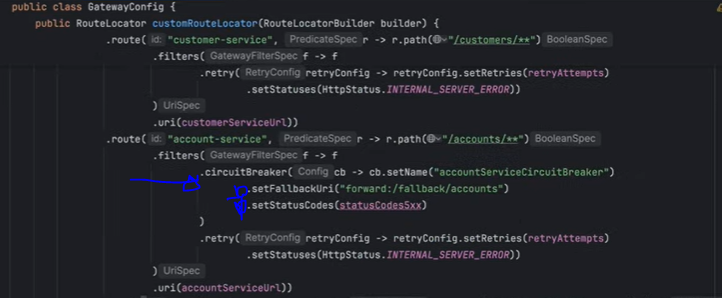 public class GatewayConfig {
public RouteLocator customRouteLocator(RouteLocatorBuilder builder) {
.route( id: "customer-service", PredicateSpec r -> r.path( "/customers/**") BooleanSpec
.filters( GatewayFilterSpec f -> f
.retry( RetryConfig retryConfig -> retryConfig.setRetries(retryAttempts)
.setStatuses(HttpStatus.INTERNAL_SERVER_ERROR))
) UriSpec
.uri(customerServiceUrl))
.route( id: "account-service", PredicateSpec r -> r.path( "/accounts/**") BooleanSpec
.filters( GatewayFilterSpec f -> f
.circuitBreaker( Config cb -> cb.setName("accountServiceCircuitBreaker")
.setFallbackUri("forward:/fallback/accounts")
.setStatusCodes(statusCodes5xx)
)
.retry( RetryConfig retryConfig -> retryConfig.setRetries(retryAttempts)
.setStatuses(HttpStatus.INTERNAL_SERVER_ERROR))
) UriSpec
.uri(accountServiceUrl))